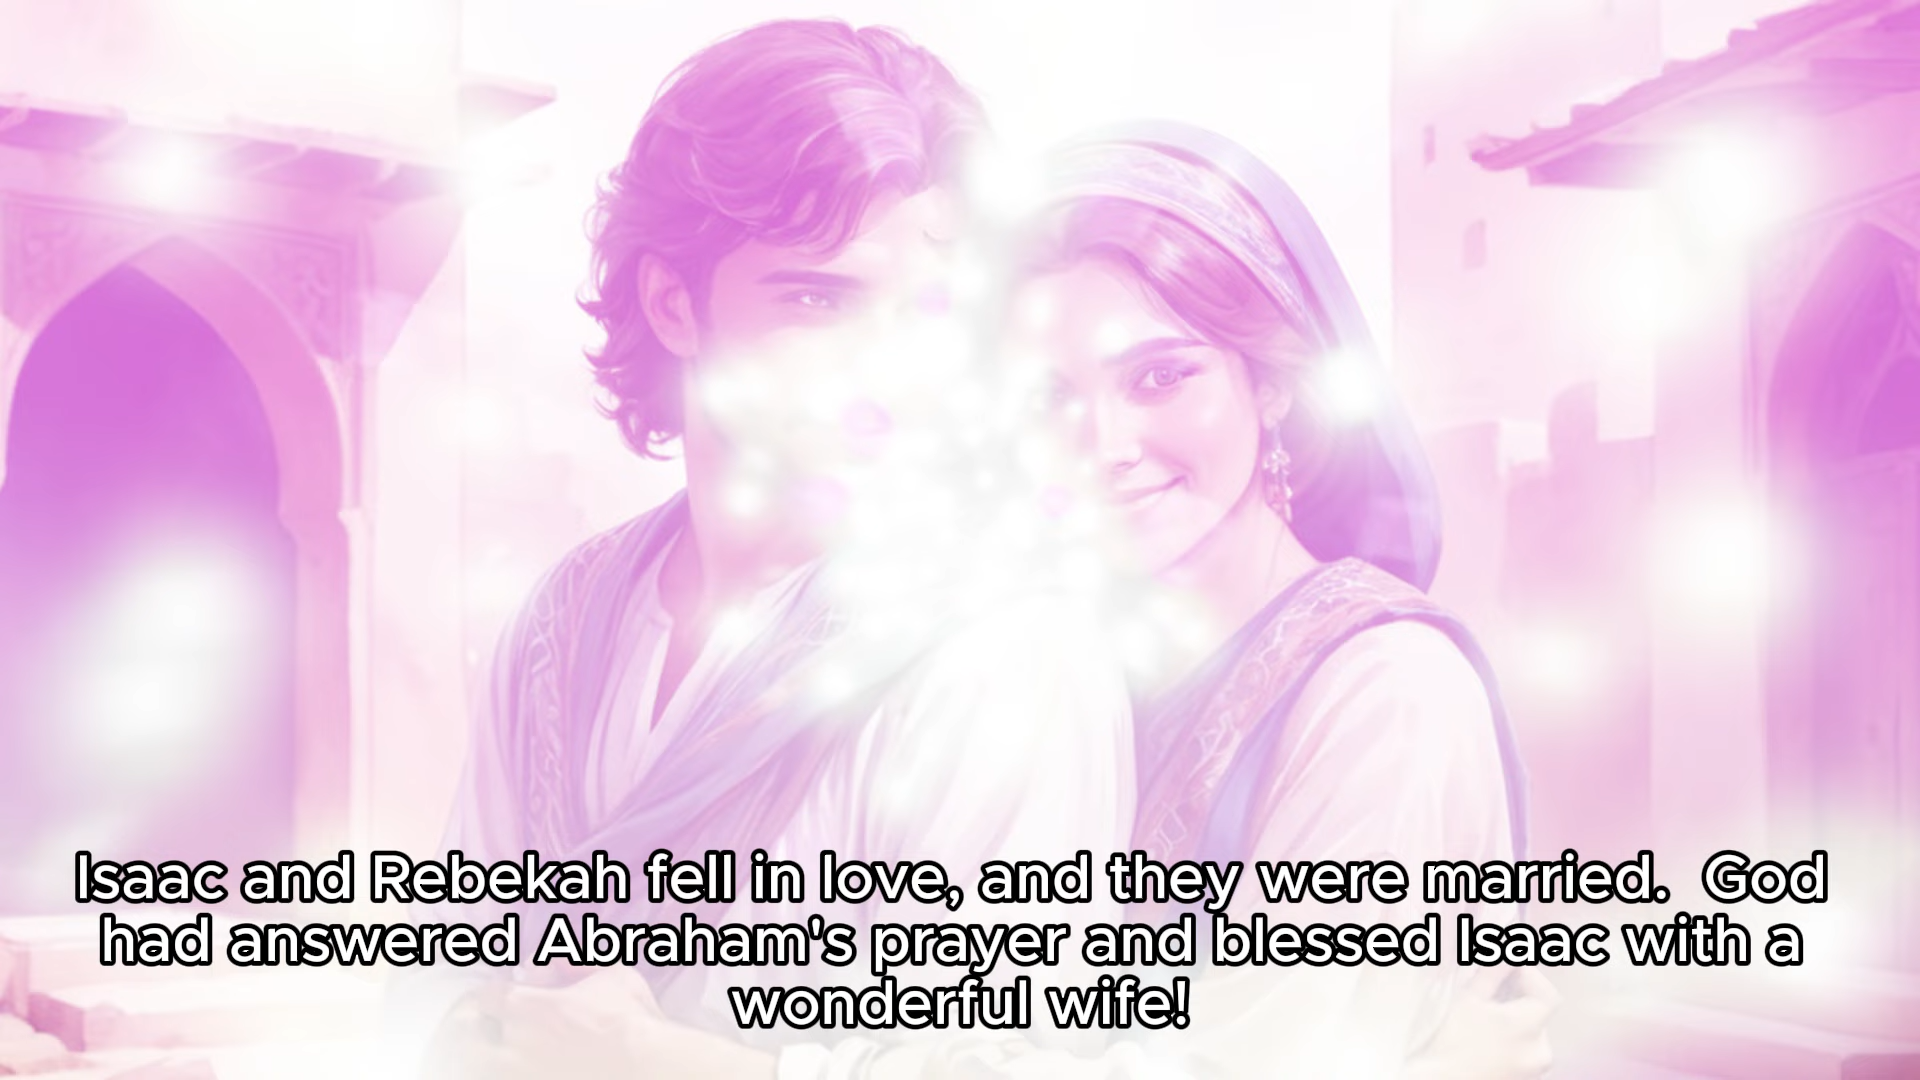 Isaac and Rebekah fell in love, and they were married.  God
had answered Abraham's prayer and blessed Isaac with a
wonderful wife!